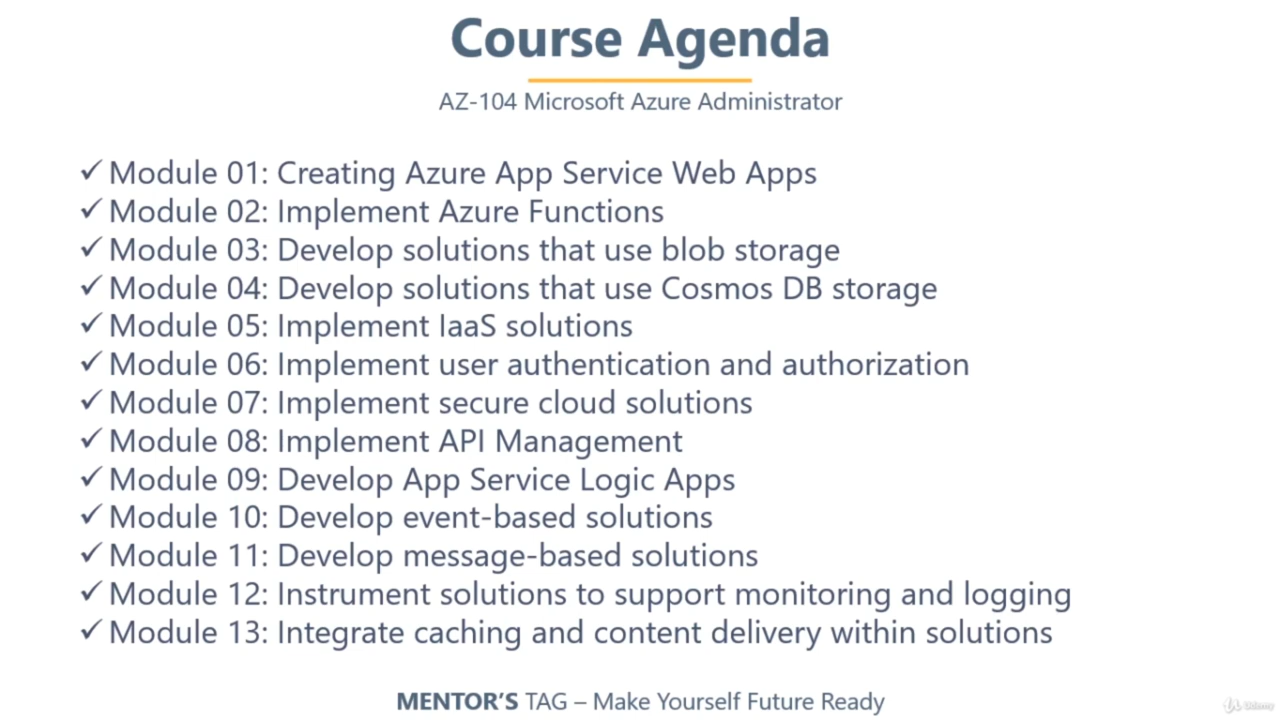 Course Agenda
AZ-104 Microsoft Azure Administrator
✓ Module 01: Creating Azure App Service Web Apps
✓ Module 02: Implement Azure Functions
✓ Module 03: Develop solutions that use blob storage
✓ Module 04: Develop solutions that use Cosmos DB storage
✓ Module 05: Implement IaaS solutions
✓ Module 06: Implement user authentication and authorization
✓ Module 07: Implement secure cloud solutions
✓ Module 08: Implement API Management
✓ Module 09: Develop App Service Logic Apps
✓ Module 10: Develop event-based solutions
✓ Module 11: Develop message-based solutions
✓ Module 12: Instrument solutions to support monitoring and logging
✓ Module 13: Integrate caching and content delivery within solutions
MENTOR'S TAG – Make Yourself Future Ready
Udemy